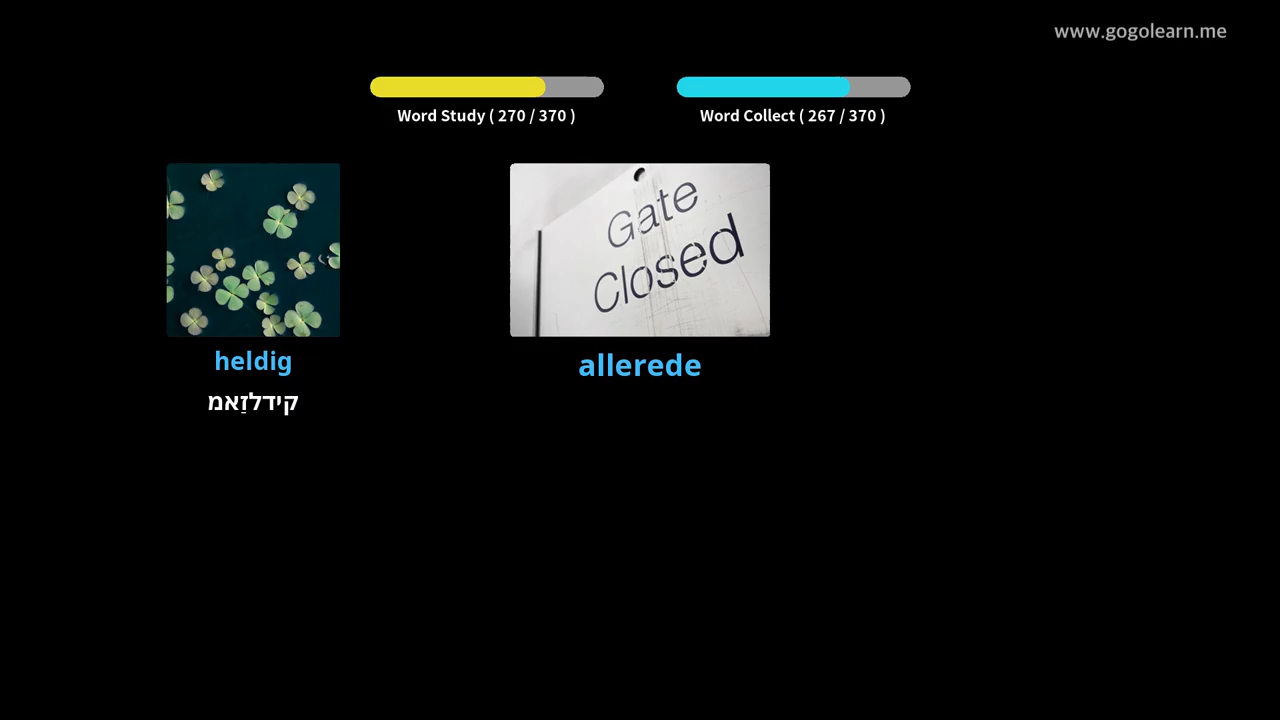 www.gogolearn.me
Word Study ( 270 / 370 )
Word Collect ( 267 / 370 )
Gate
Closed
heldig
קידלזַאמ
allerede